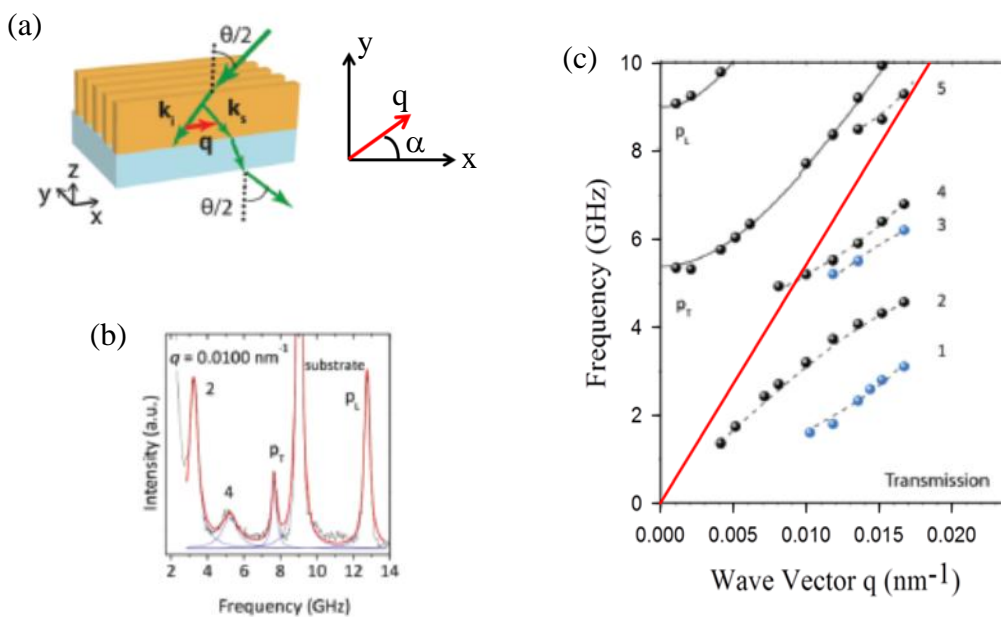 (a)
θ/2
kᵢ
kₛ
q
θ/2
z
y
x
y
q
α
x
(b)
q = 0.0100 nm⁻¹
2
substrate
p_L
p_T
4
Intensity (a.u.)
2 4 6 8 10 12 14
Frequency (GHz)
(c)
10
8
6
4
2
0
Frequency (GHz)
p_L
p_T
5
4
3
2
1
Transmission
0.000 0.005 0.010 0.015 0.020
Wave Vector q (nm⁻¹)